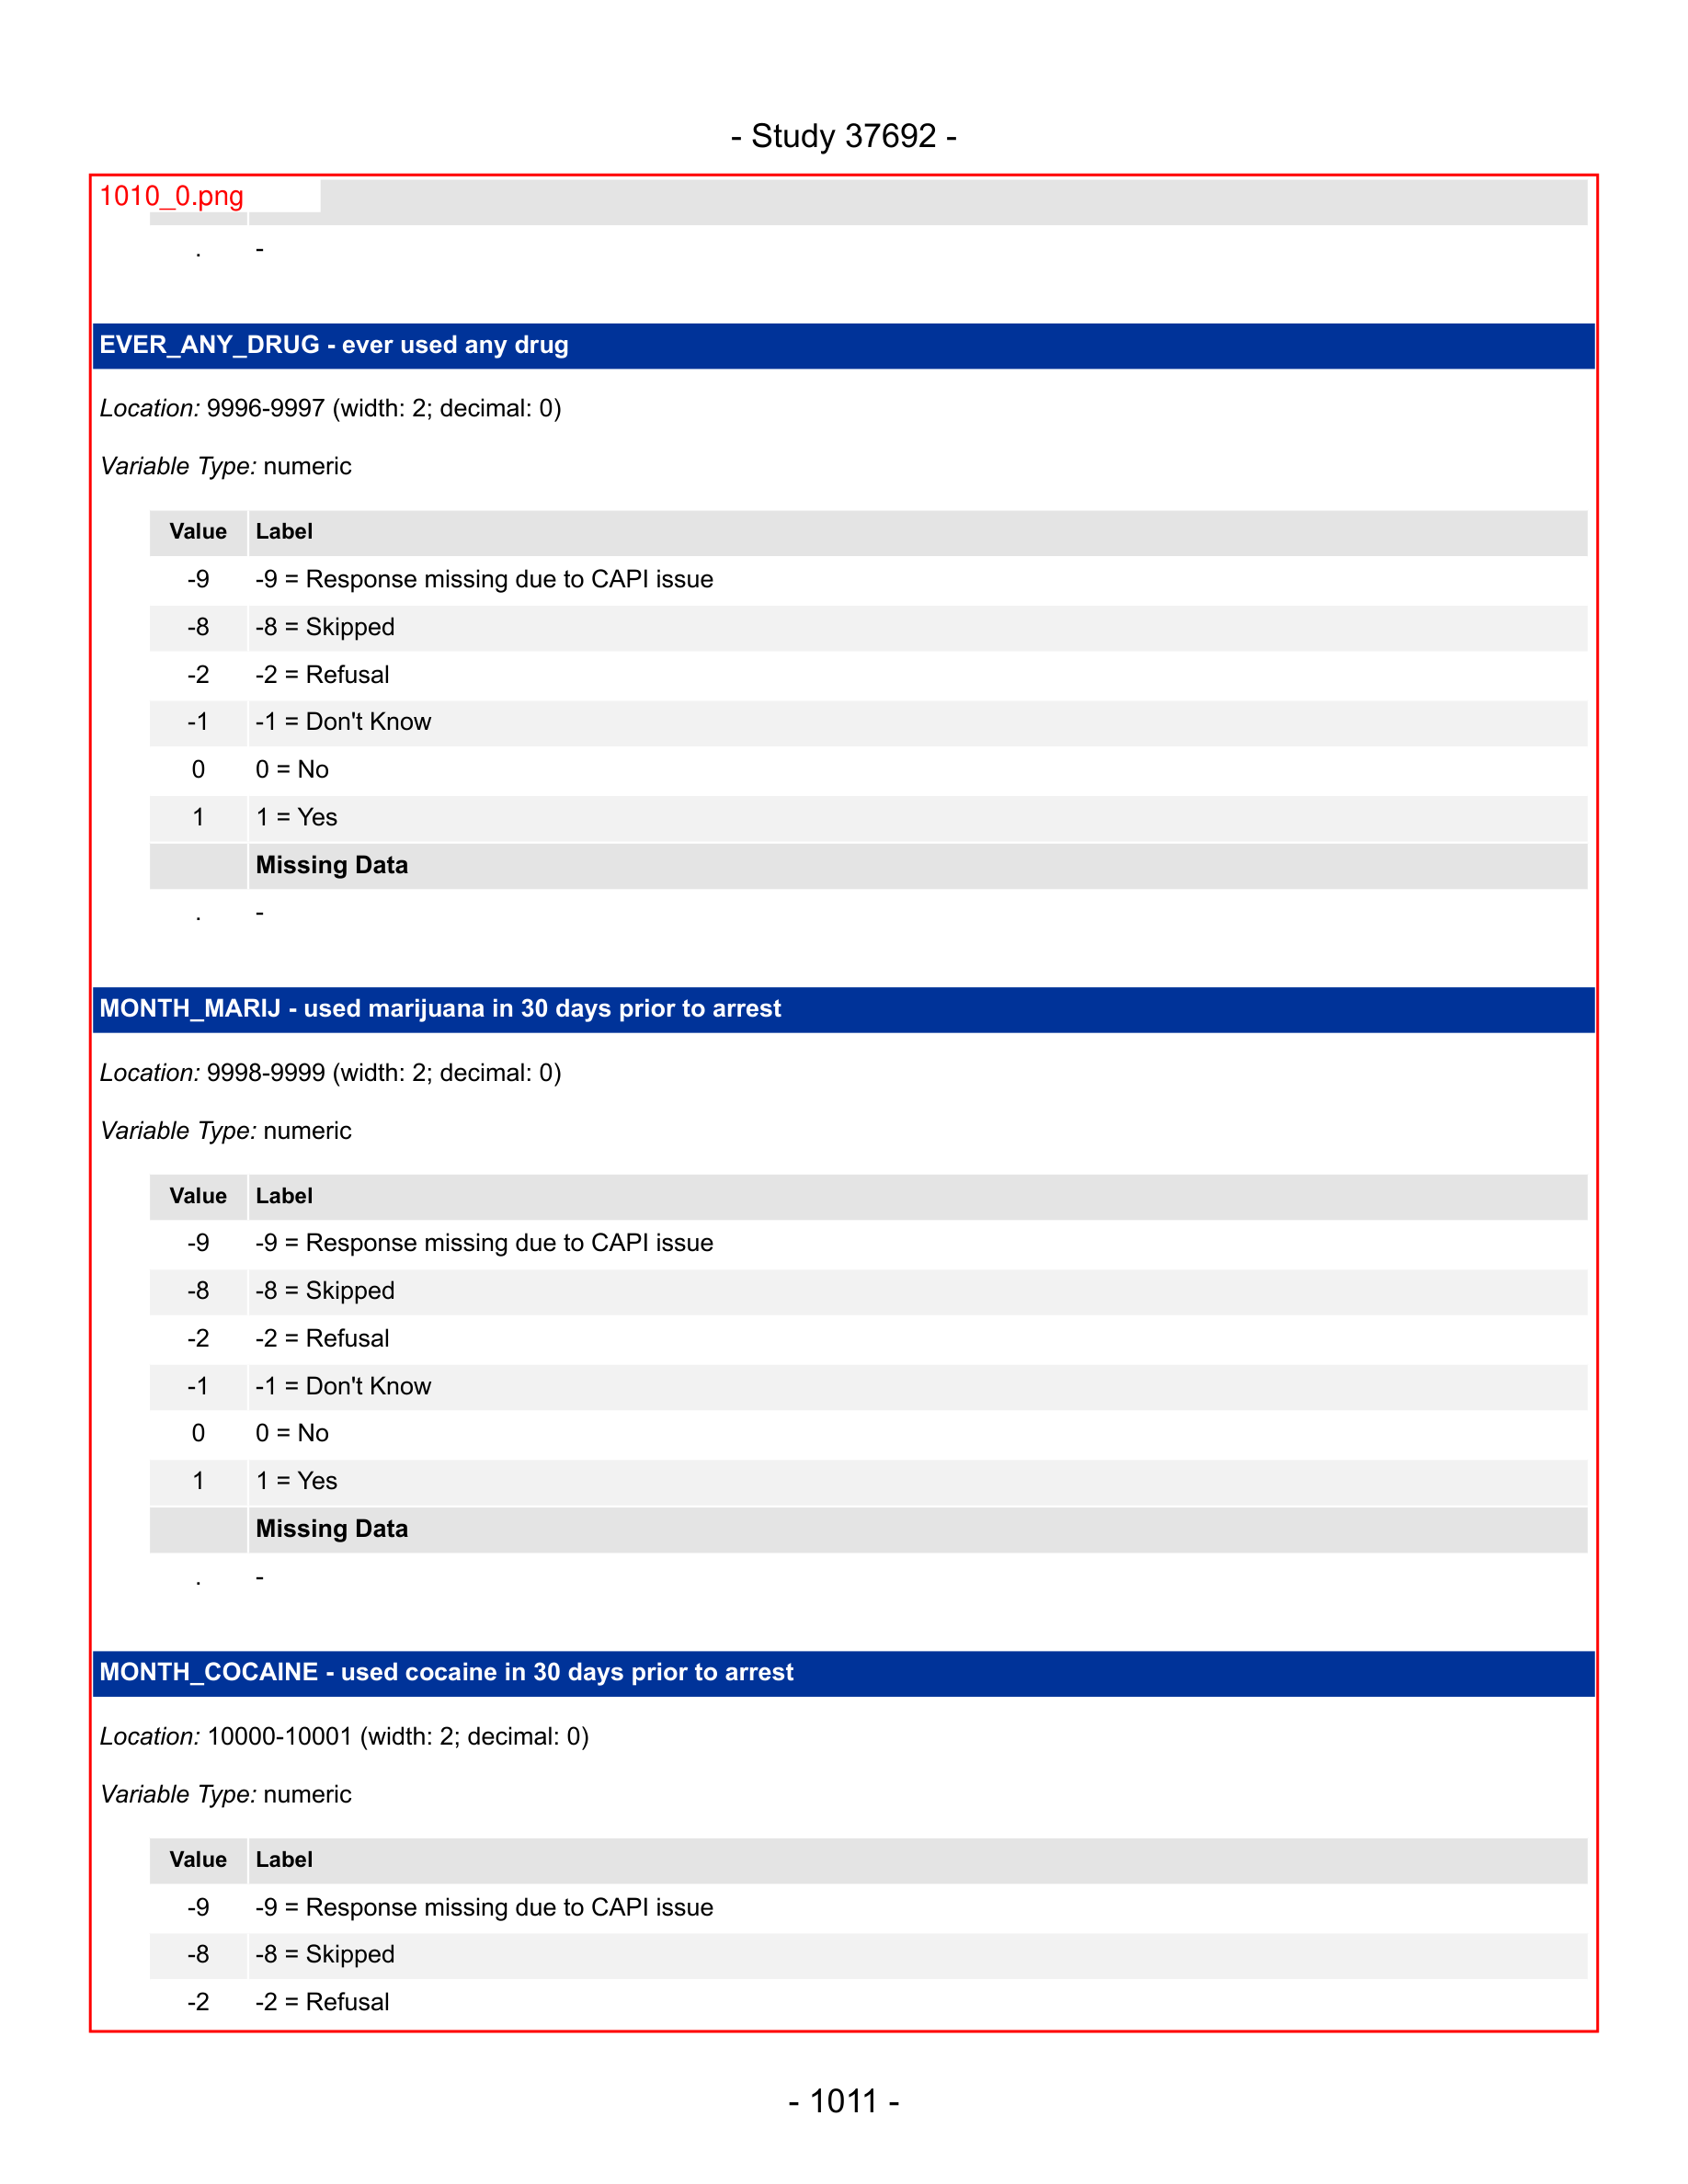 - Study 37692 -
1010_0.png
. -
EVER_ANY_DRUG - ever used any drug
Location: 9996-9997 (width: 2; decimal: 0)
Variable Type: numeric
Value Label
-9 -9 = Response missing due to CAPI issue
-8 -8 = Skipped
-2 -2 = Refusal
-1 -1 = Don't Know
0 0 = No
1 1 = Yes
Missing Data
. -
MONTH_MARIJ - used marijuana in 30 days prior to arrest
Location: 9998-9999 (width: 2; decimal: 0)
Variable Type: numeric
Value Label
-9 -9 = Response missing due to CAPI issue
-8 -8 = Skipped
-2 -2 = Refusal
-1 -1 = Don't Know
0 0 = No
1 1 = Yes
Missing Data
. -
MONTH_COCAINE - used cocaine in 30 days prior to arrest
Location: 10000-10001 (width: 2; decimal: 0)
Variable Type: numeric
Value Label
-9 -9 = Response missing due to CAPI issue
-8 -8 = Skipped
-2 -2 = Refusal
- 1011 -